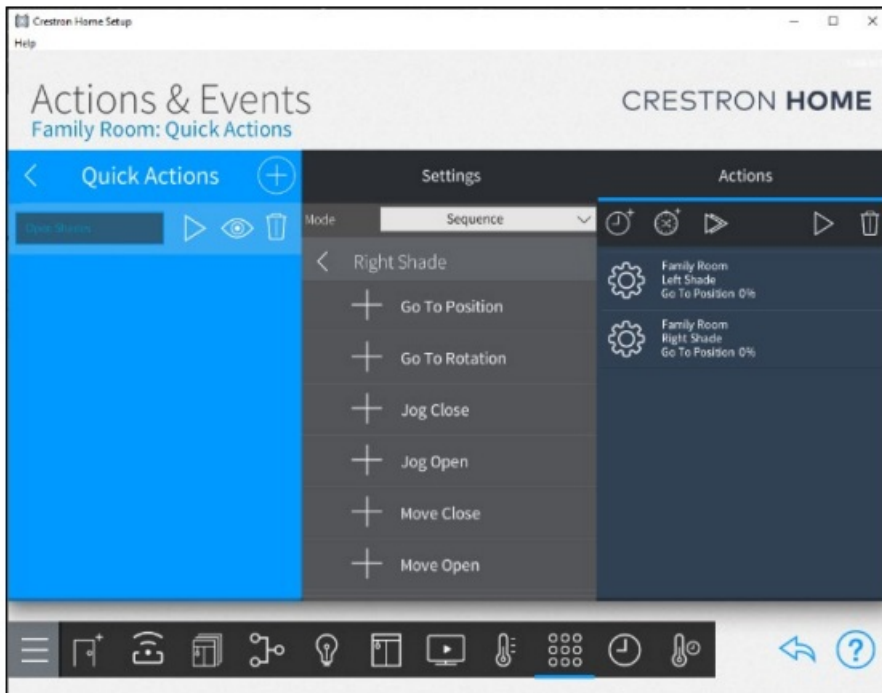 Crestron Home Setup
Help
Actions & Events
Family Room: Quick Actions
CRESTRON HOME
Quick Actions
Open Shades
Settings
Mode
Sequence
Right Shade
Go To Position
Go To Rotation
Jog Close
Jog Open
Move Close
Move Open
Actions
Family Room
Left Shade
Go To Position 0%
Family Room
Right Shade
Go To Position 0%
?